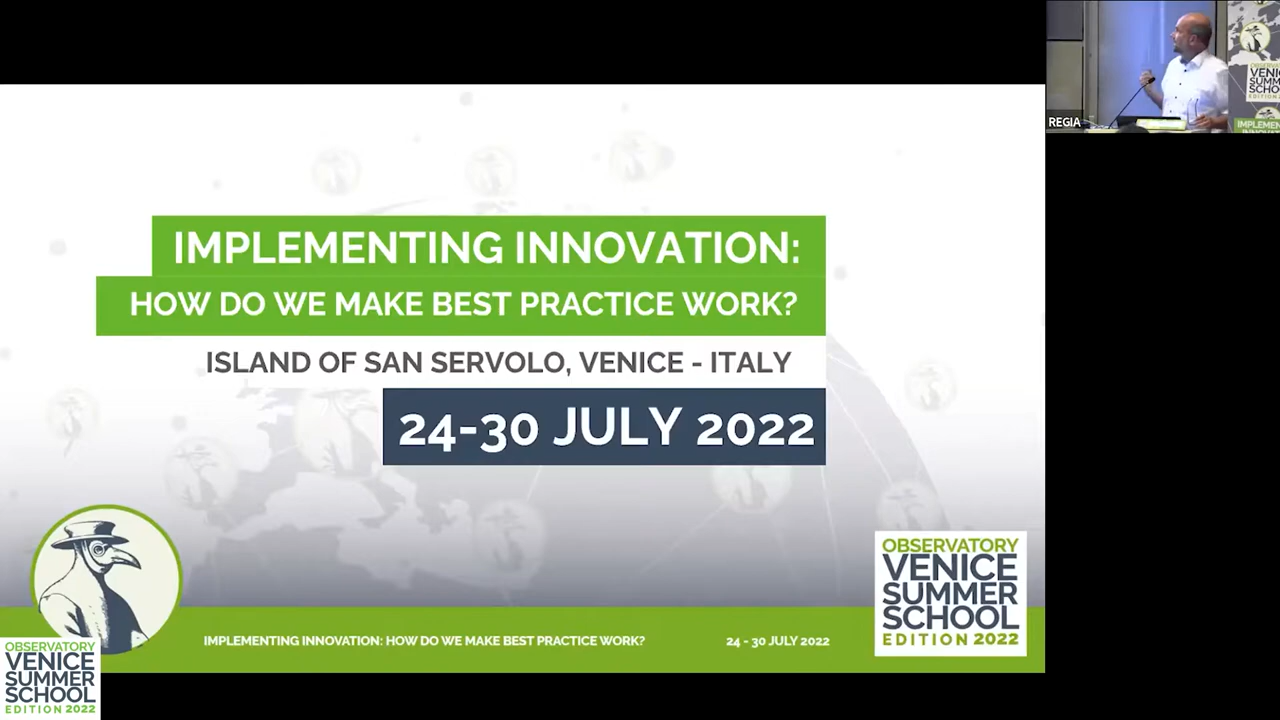 IMPLEMENTING INNOVATION:
HOW DO WE MAKE BEST PRACTICE WORK?
ISLAND OF SAN SERVOLO, VENICE - ITALY
24-30 JULY 2022
OBSERVATORY
VENICE
SUMMER
SCHOOL
EDITION 2022
IMPLEMENTING INNOVATION: HOW DO WE MAKE BEST PRACTICE WORK?
24 - 30 JULY 2022
OBSERVATORY
VENICE
SUMMER
SCHOOL
EDITION 2022
REGIA